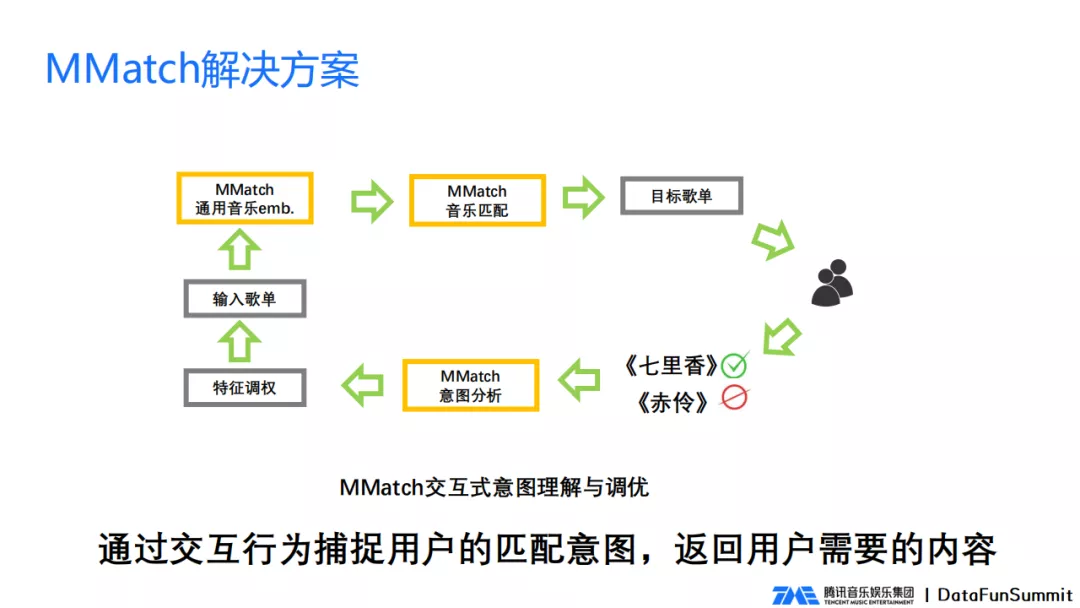 MMatch解决方案
MMatch
通用音乐emb.
MMatch
音乐匹配
目标歌单
输入歌单
特征调权
MMatch
意图分析
《七里香》
《赤伶》
MMatch交互式意图理解与调优
通过交互行为捕捉用户的匹配意图，返回用户需要的内容
TME 腾讯音乐娱乐集团 | DataFunSummit
TENCENT MUSIC ENTERTAINMENT